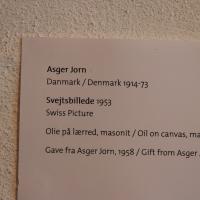 Asger Jorn
Danmark / Denmark 1914-73
Svejtsbillede 1953
Swiss Picture
Olie på lærred, masonit / Oil on canvas, ma
Gave fra Asger Jorn, 1958 / Gift from Asger